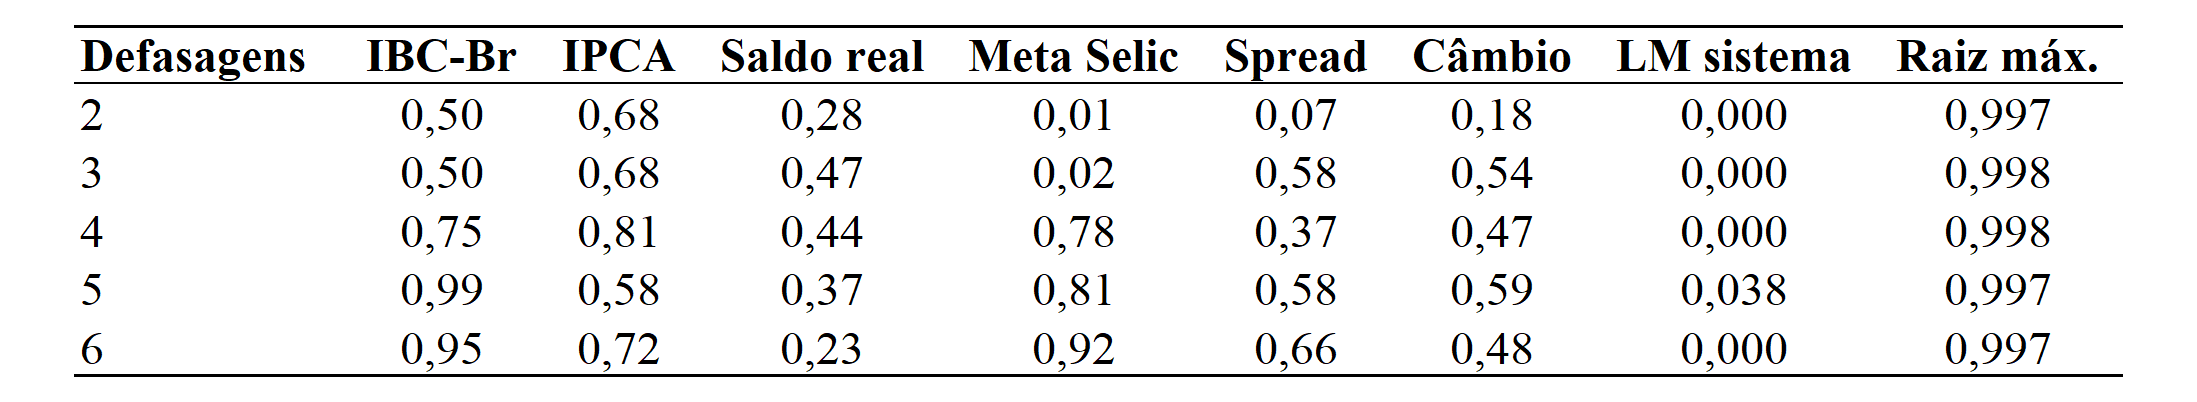 Defasagens IBC-Br IPCA Saldo real Meta Selic Spread Câmbio LM sistema Raiz máx.
2 0,50 0,68 0,28 0,01 0,07 0,18 0,000 0,997
3 0,50 0,68 0,47 0,02 0,58 0,54 0,000 0,998
4 0,75 0,81 0,44 0,78 0,37 0,47 0,000 0,998
5 0,99 0,58 0,37 0,81 0,58 0,59 0,038 0,997
6 0,95 0,72 0,23 0,92 0,66 0,48 0,000 0,997